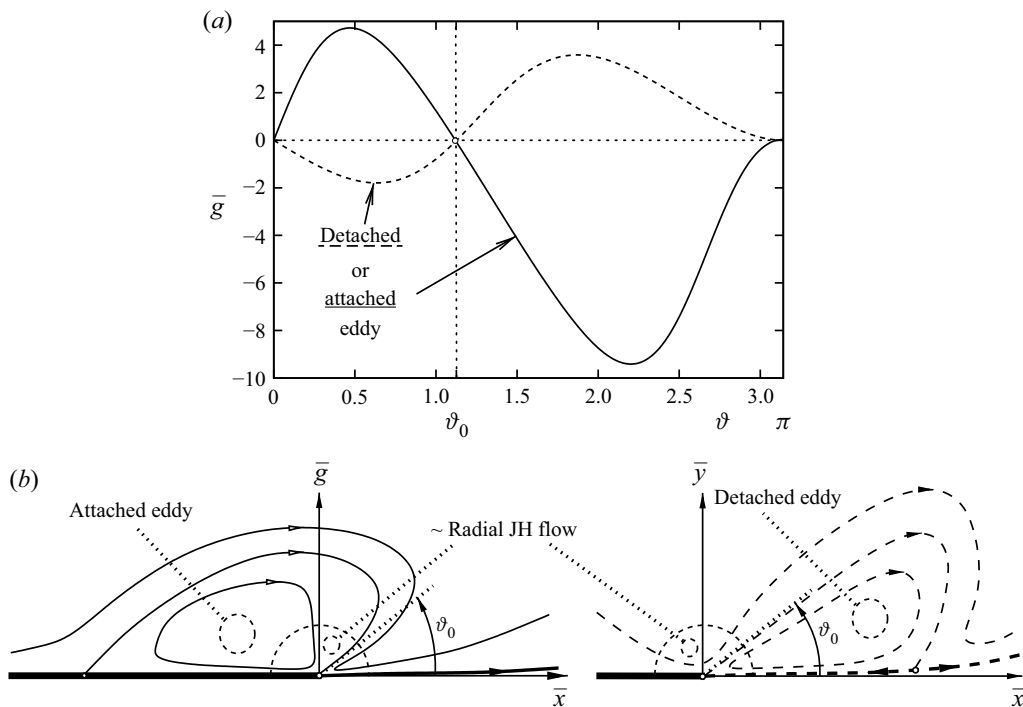 (a)
4
2
0
−2
−4
−6
−8
−10
g̅
Detached
or
attached
eddy
0
0.5
1.0
1.5
2.0
2.5
3.0
ϑ₀
ϑ
π
(b)
g̅
y̅
Attached eddy
~ Radial JH flow
Detached eddy
ϑ₀
ϑ₀
x̅
x̅